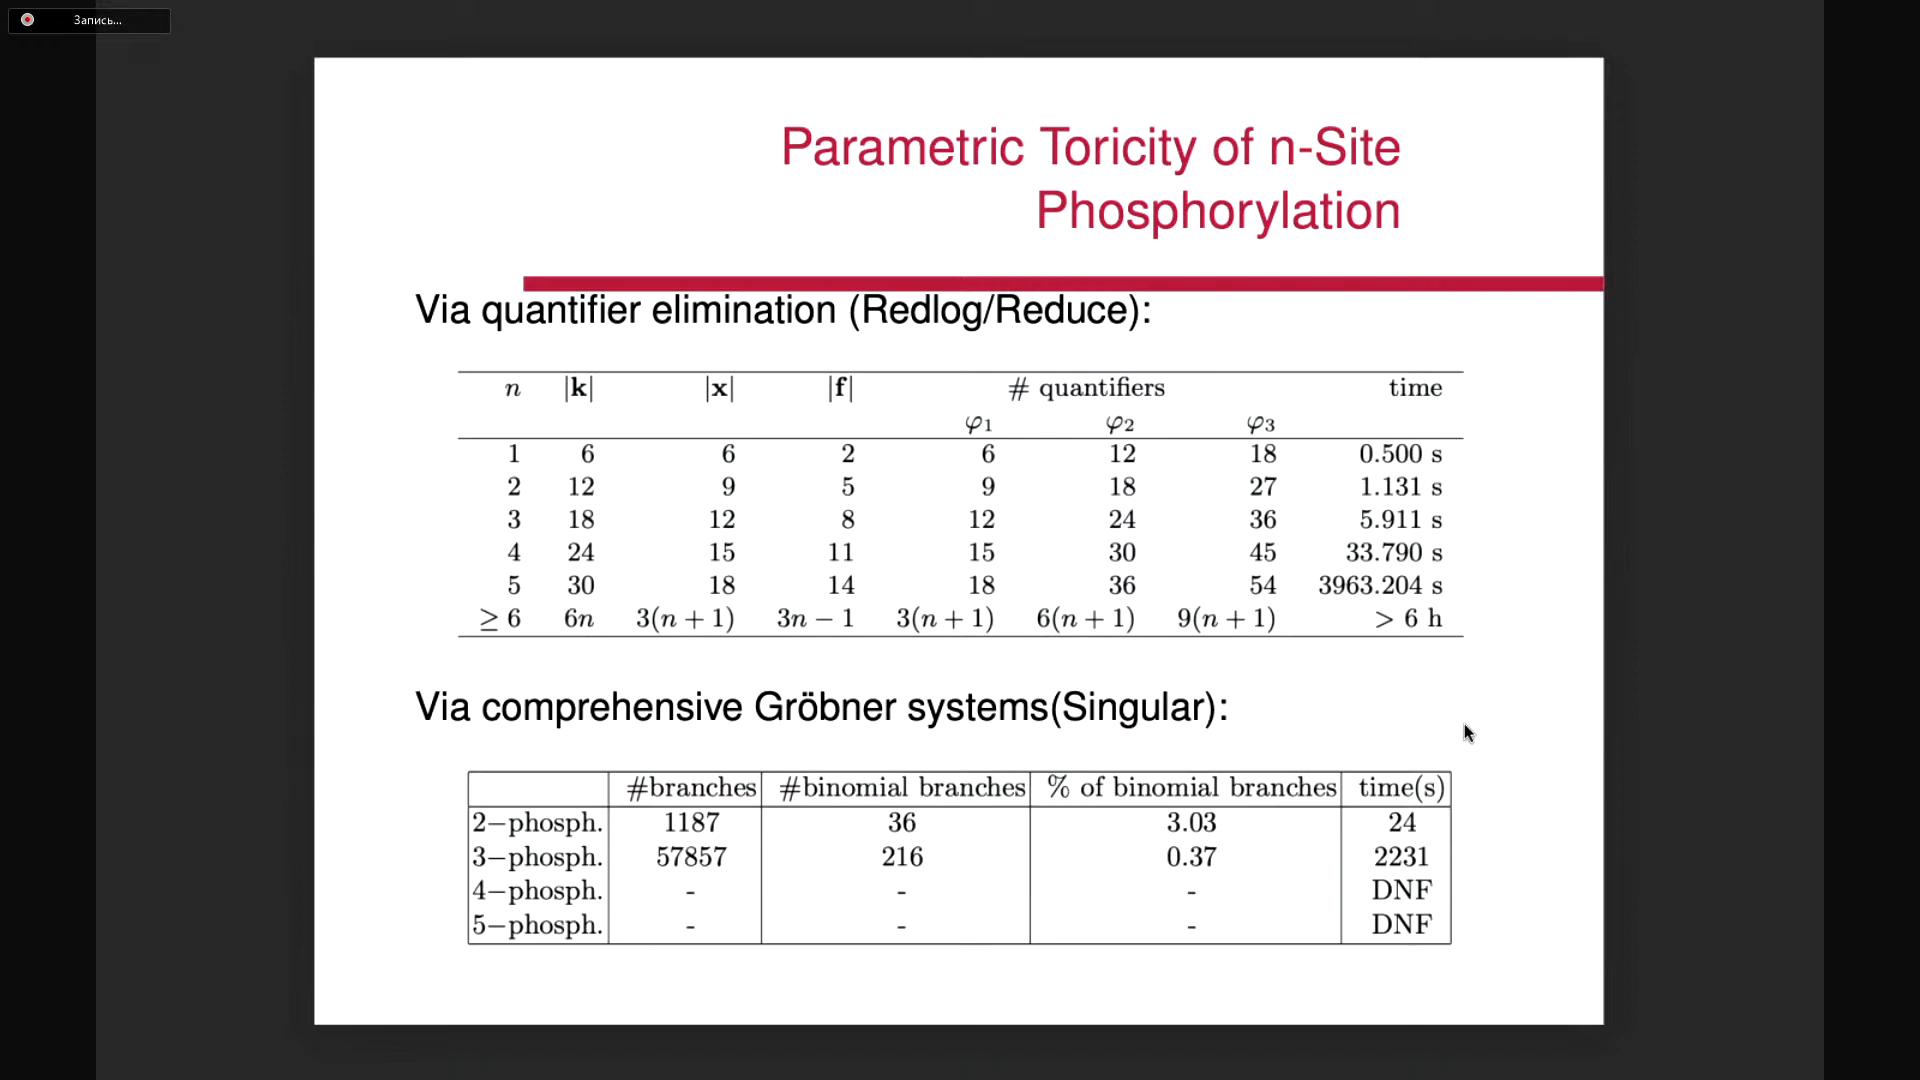 Запись...
Parametric Toricity of n-Site
Phosphorylation
Via quantifier elimination (Redlog/Reduce):
n |k| |x| |f| # quantifiers time
φ1 φ2 φ3
1 6 6 2 6 12 18 0.500 s
2 12 9 5 9 18 27 1.131 s
3 18 12 8 12 24 36 5.911 s
4 24 15 11 15 30 45 33.790 s
5 30 18 14 18 36 54 3963.204 s
≥ 6 6n 3(n + 1) 3n − 1 3(n + 1) 6(n + 1) 9(n + 1) > 6 h
Via comprehensive Gröbner systems(Singular):
#branches #binomial branches % of binomial branches time(s)
2−phosph. 1187 36 3.03 24
3−phosph. 57857 216 0.37 2231
4−phosph. - - - DNF
5−phosph. - - - DNF